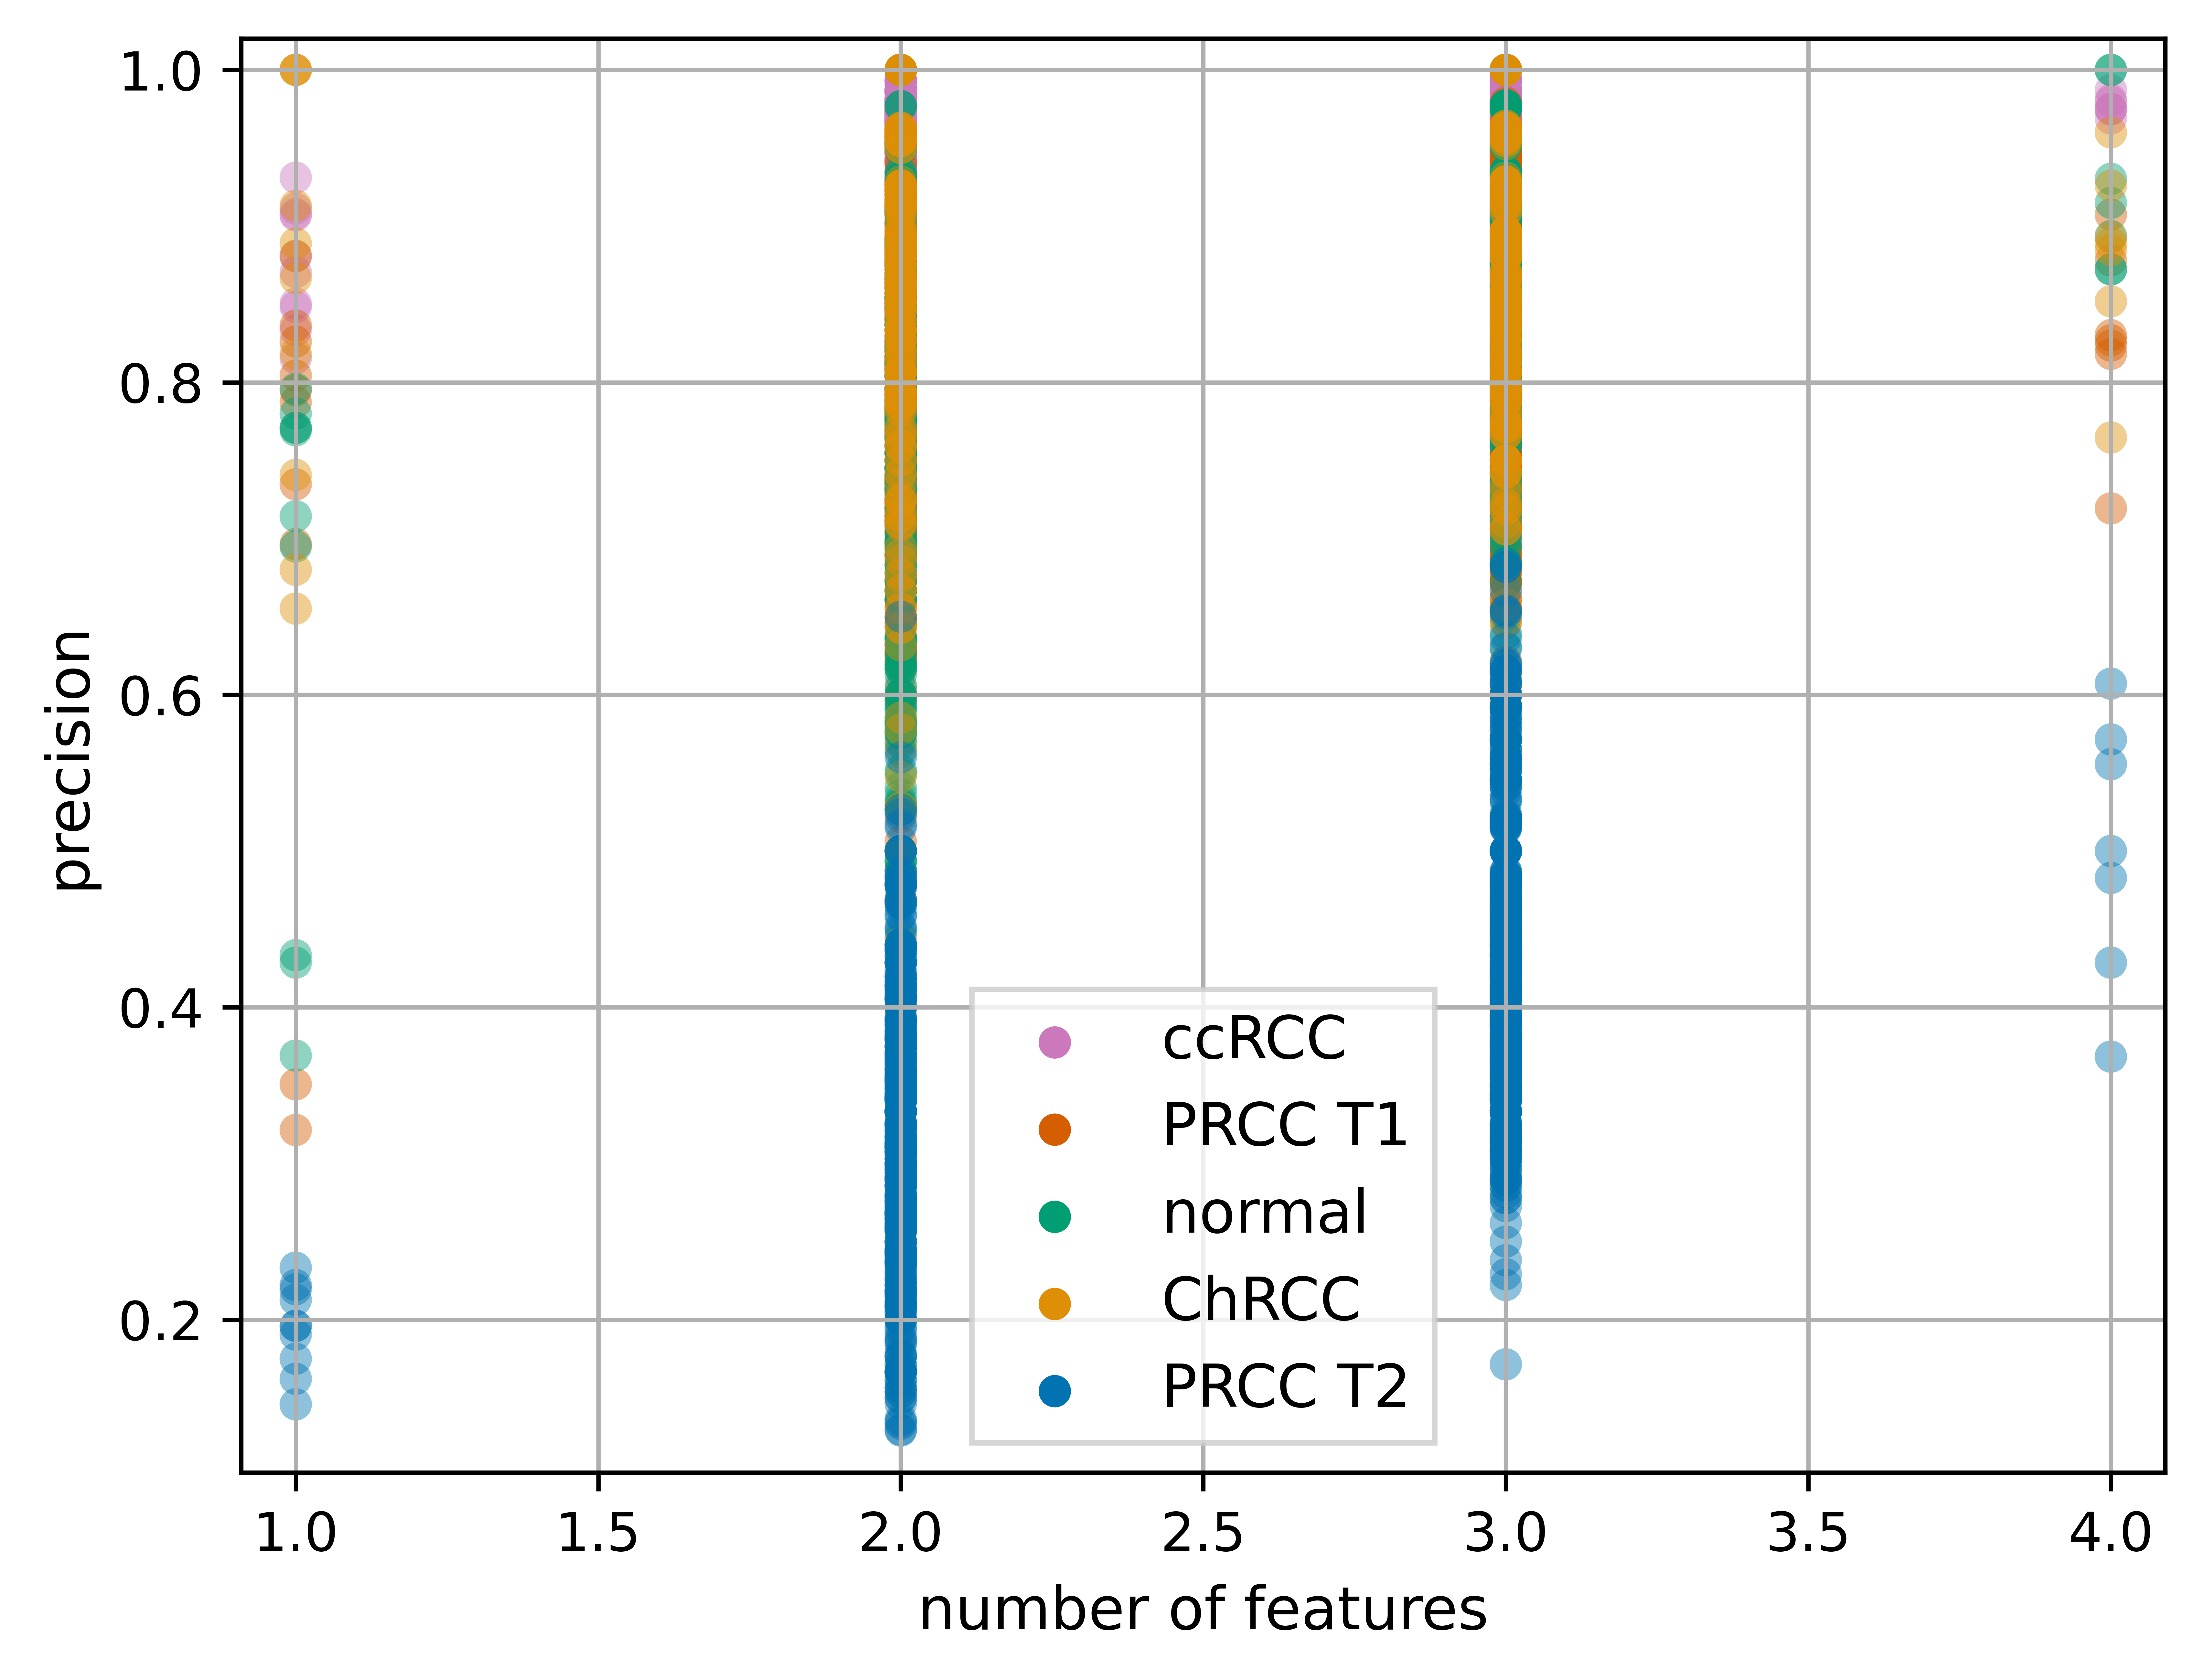 precision
1.0
0.8
0.6
0.4
0.2
ccRCC
PRCC T1
normal
ChRCC
PRCC T2
1.0 1.5 2.0 2.5 3.0 3.5 4.0
number of features